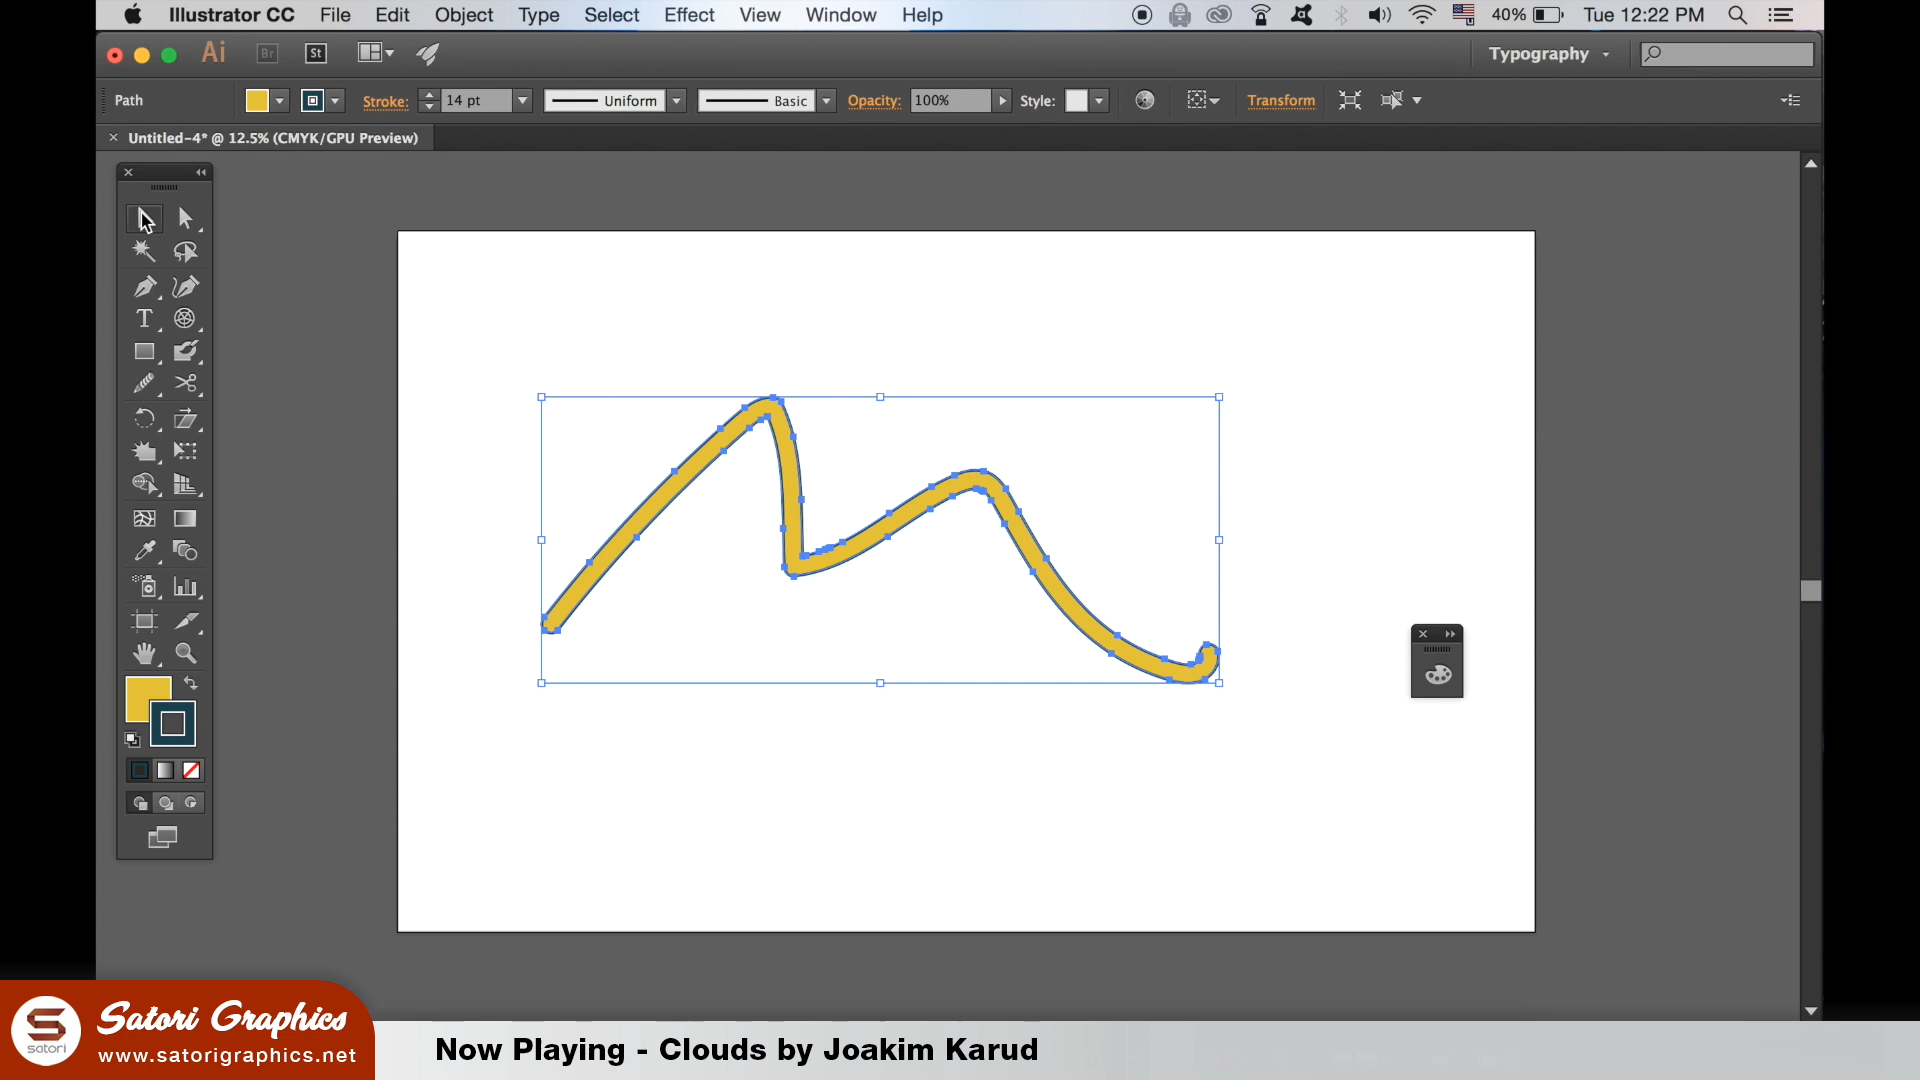 Illustrator CC File Edit Object Type Select Effect View Window Help 40% Tue 12:22 PM
Ai Br St Typography
Path Stroke: 14 pt Uniform Basic Opacity: 100% Style: Transform
× Untitled-4* @ 12.5% (CMYK/GPU Preview)
T
Satori Graphics
satori
www.satorigraphics.net
Now Playing - Clouds by Joakim Karud